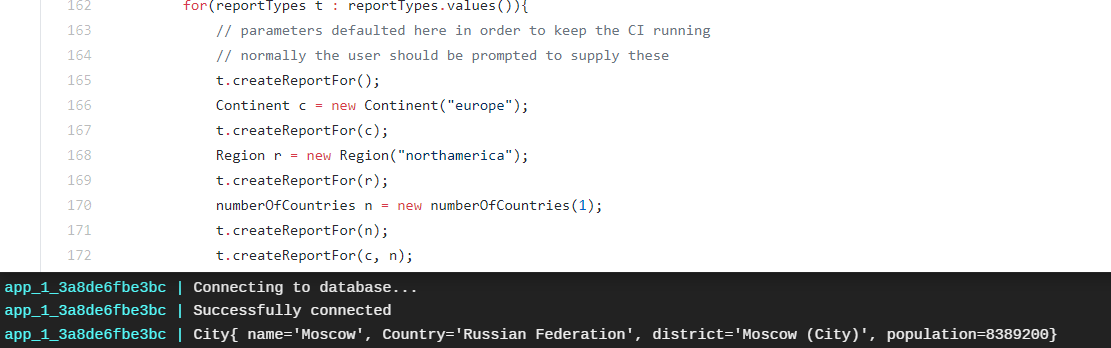 162 for(reportTypes t : reportTypes.values()){
163 // parameters defaulted here in order to keep the CI running
164 // normally the user should be prompted to supply these
165 t.createReportFor();
166 Continent c = new Continent("europe");
167 t.createReportFor(c);
168 Region r = new Region("northamerica");
169 t.createReportFor(r);
170 numberOfCountries n = new numberOfCountries(1);
171 t.createReportFor(n);
172 t.createReportFor(c, n);
app_1_3a8de6fbe3bc | Connecting to database...
app_1_3a8de6fbe3bc | Successfully connected
app_1_3a8de6fbe3bc | City{ name='Moscow', Country='Russian Federation', district='Moscow (City)', population=8389200}